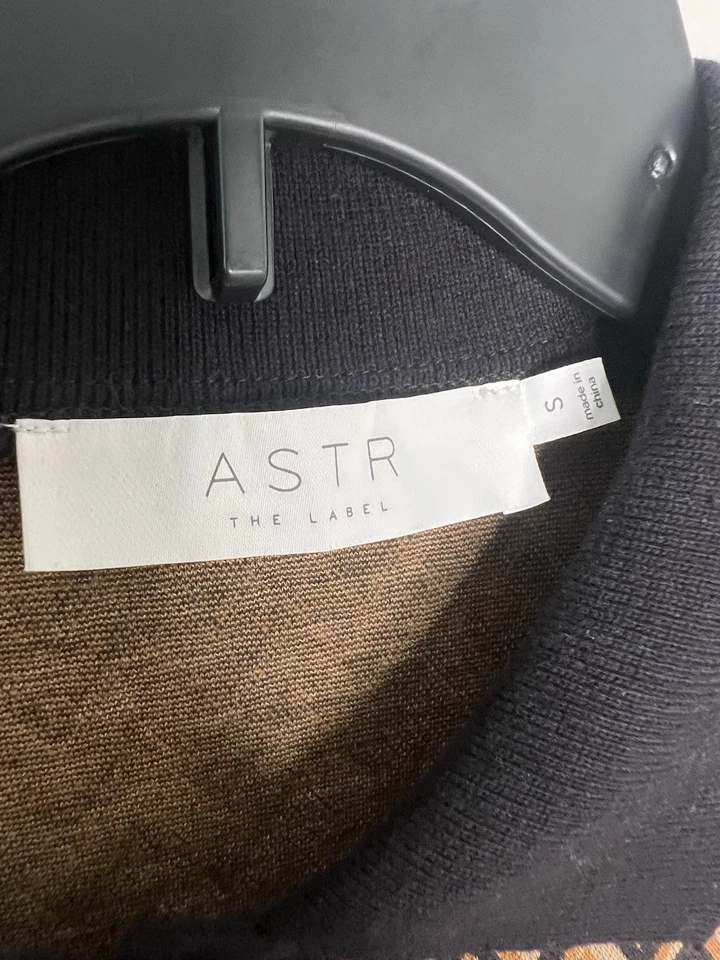 ASTR
THE LABEL
S
made in
china